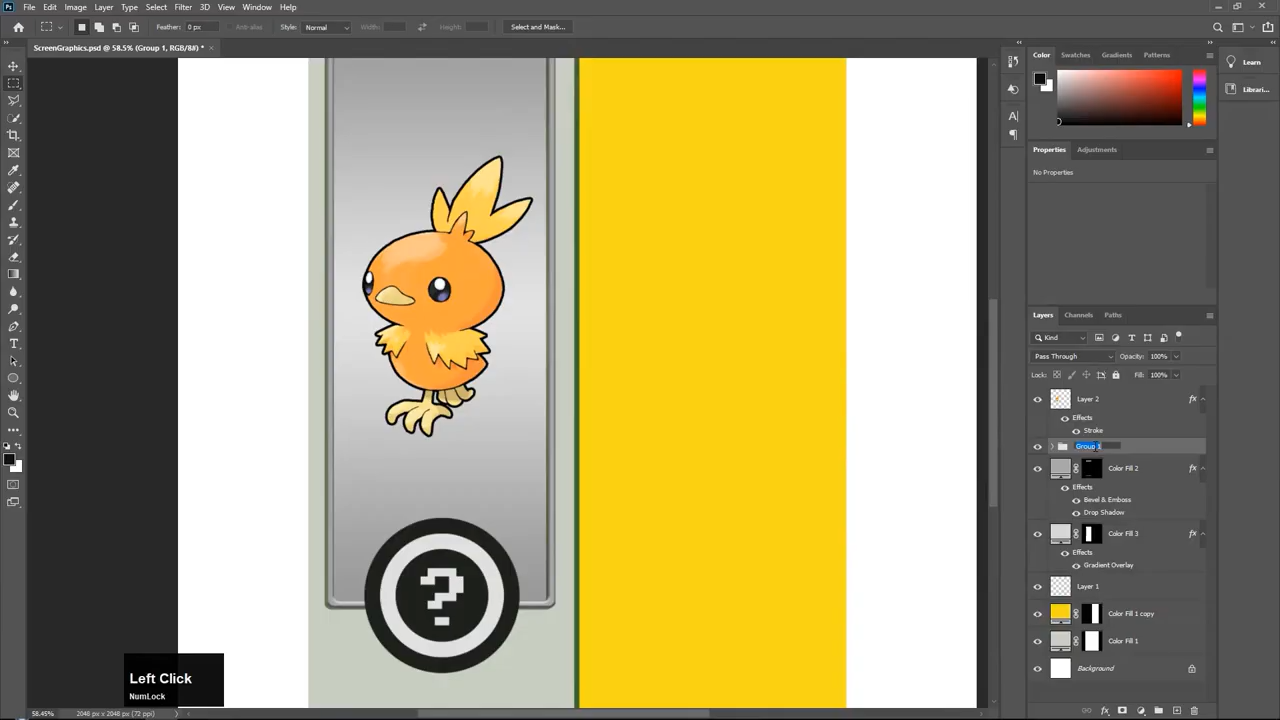 Ps File Edit Image Layer Type Select Filter 3D View Window Help
Feather: 0 px Anti-alias Style: Normal Width: Height: Select and Mask...
ScreenGraphics.psd @ 58.5% (Group 1, RGB/8#) *
Color Swatches Gradients Patterns
Learn
Librari...
Properties Adjustments
No Properties
Layers Channels Paths
Kind
Pass Through Opacity: 100%
Lock: Fill: 100%
Layer 2 fx
Effects
Stroke
Group 1
Color Fill 2 fx
Effects
Bevel & Emboss
Drop Shadow
Color Fill 3 fx
Effects
Gradient Overlay
Layer 1
Color Fill 1 copy
Color Fill 1
Background
?
Left Click
NumLock
58.45% 2048 px x 2048 px (72 ppi)